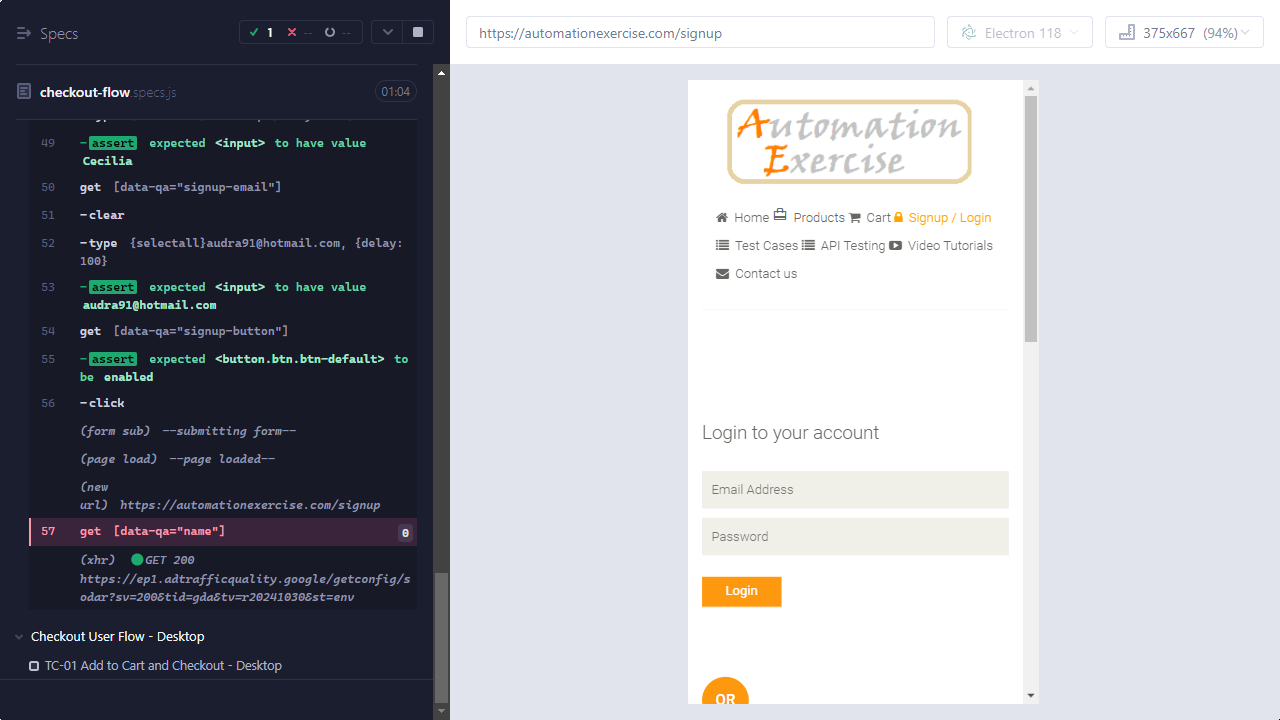 Specs
1
--
--
checkout-flow.specs.js
01:04
49
-assert expected <input> to have value
Cecilia
50
get [data-qa="signup-email"]
51
-clear
52
-type {selectall}audra91@hotmail.com, {delay:
100}
53
-assert expected <input> to have value
audra91@hotmail.com
54
get [data-qa="signup-button"]
55
-assert expected <button.btn.btn-default> to
be enabled
56
-click
(form sub) --submitting form--
(page load) --page loaded--
(new
url) https://automationexercise.com/signup
57
get [data-qa="name"]
0
(xhr) GET 200
https://ep1.adtrafficquality.google/getconfig/s
odar?sv=200&tid=gda&tv=r20241030&st=env
Checkout User Flow - Desktop
TC-01 Add to Cart and Checkout - Desktop
https://automationexercise.com/signup
Electron 118
375x667 (94%)
Automation
Exercise
Home Products Cart Signup / Login
Test Cases API Testing Video Tutorials
Contact us
Login to your account
Email Address
Password
Login
OR